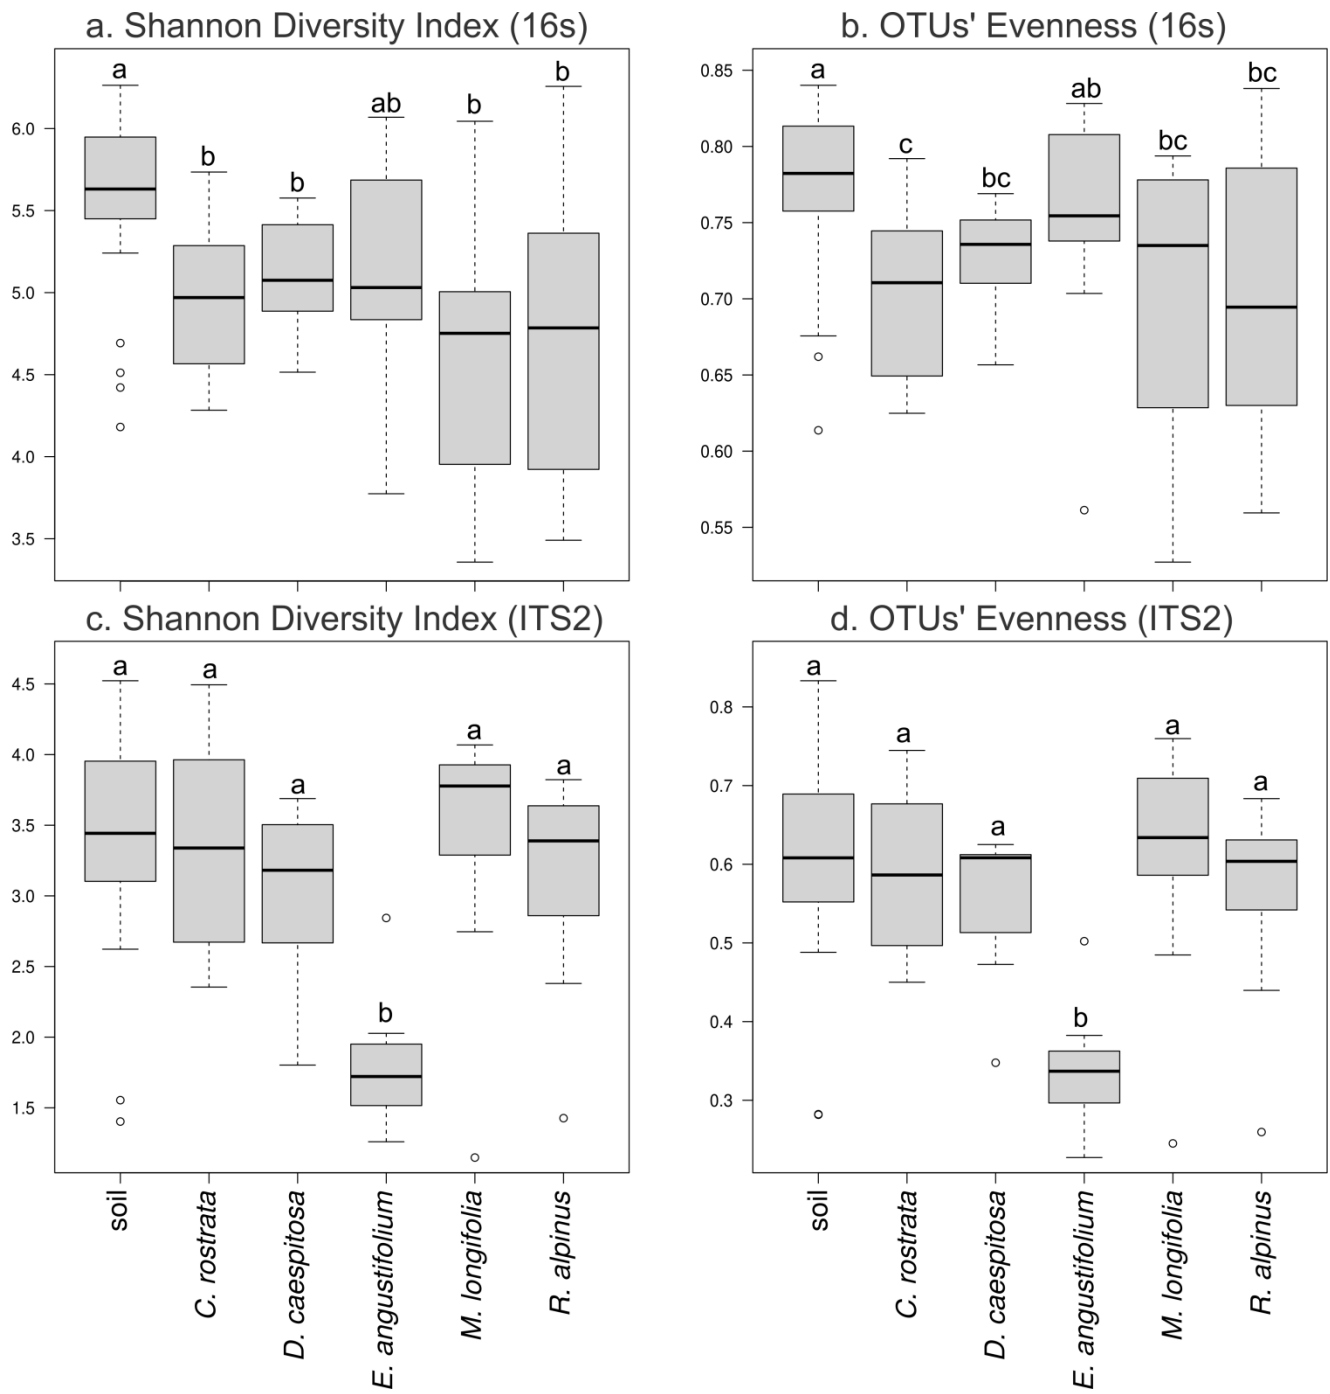 a. Shannon Diversity Index (16s)
a
b
b
ab
b
b
6.0
5.5
5.0
4.5
4.0
3.5
b. OTUs' Evenness (16s)
a
c
bc
ab
bc
bc
0.85
0.80
0.75
0.70
0.65
0.60
0.55
c. Shannon Diversity Index (ITS2)
a
a
a
b
a
a
4.5
4.0
3.5
3.0
2.5
2.0
1.5
soil
C. rostrata
D. caespitosa
E. angustifolium
M. longifolia
R. alpinus
d. OTUs' Evenness (ITS2)
a
a
a
b
a
a
0.8
0.7
0.6
0.5
0.4
0.3
soil
C. rostrata
D. caespitosa
E. angustifolium
M. longifolia
R. alpinus